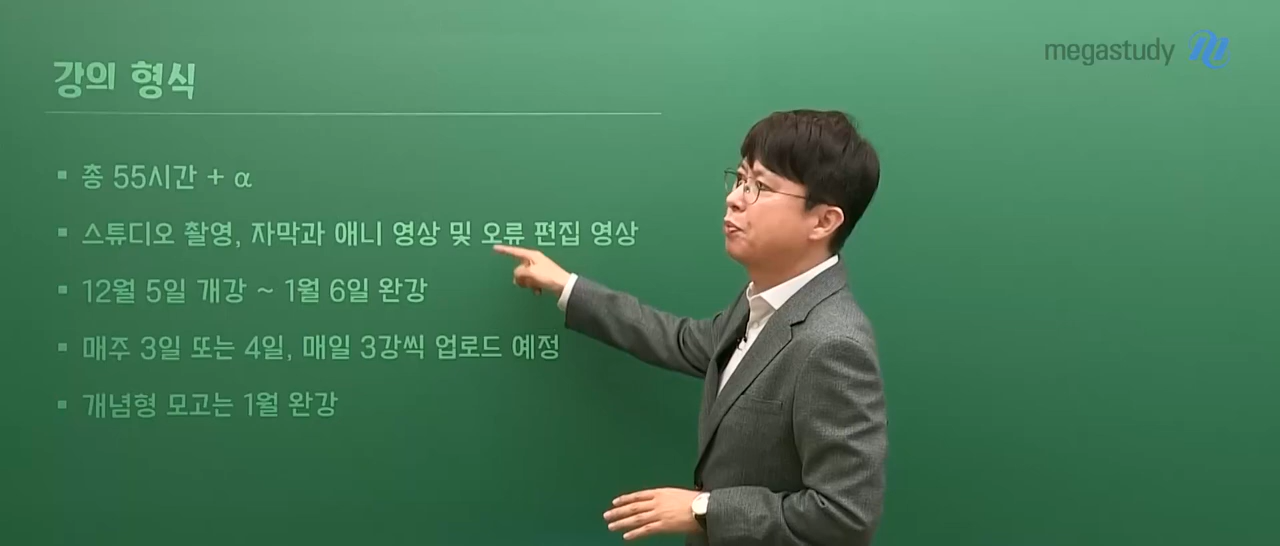 megastudy
강의 형식
▪ 총 55시간 + α
▪ 스튜디오 촬영, 자막과 애니 영상 및 오류 편집 영상
▪ 12월 5일 개강 ~ 1월 6일 완강
▪ 매주 3일 또는 4일, 매일 3강씩 업로드 예정
▪ 개념형 모고는 1월 완강